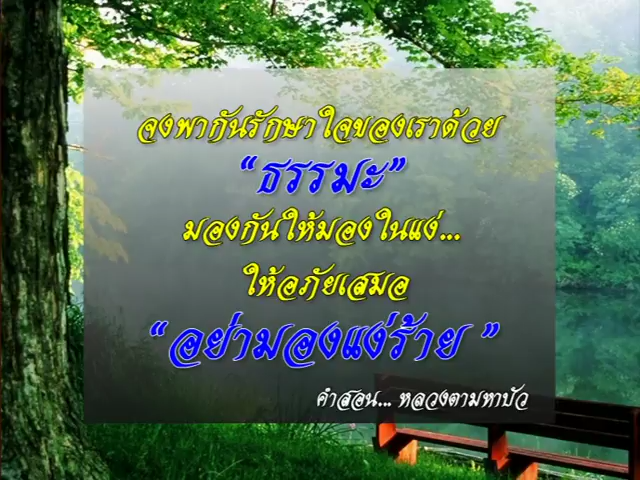 จงพากันรักษาใจของเราด้วย
“ธรรมะ”
มองกันให้มองในแง่...
ให้อภัยเสมอ
“อย่ามองแง่ร้าย ”
คำสอน... หลวงตามหาบัว